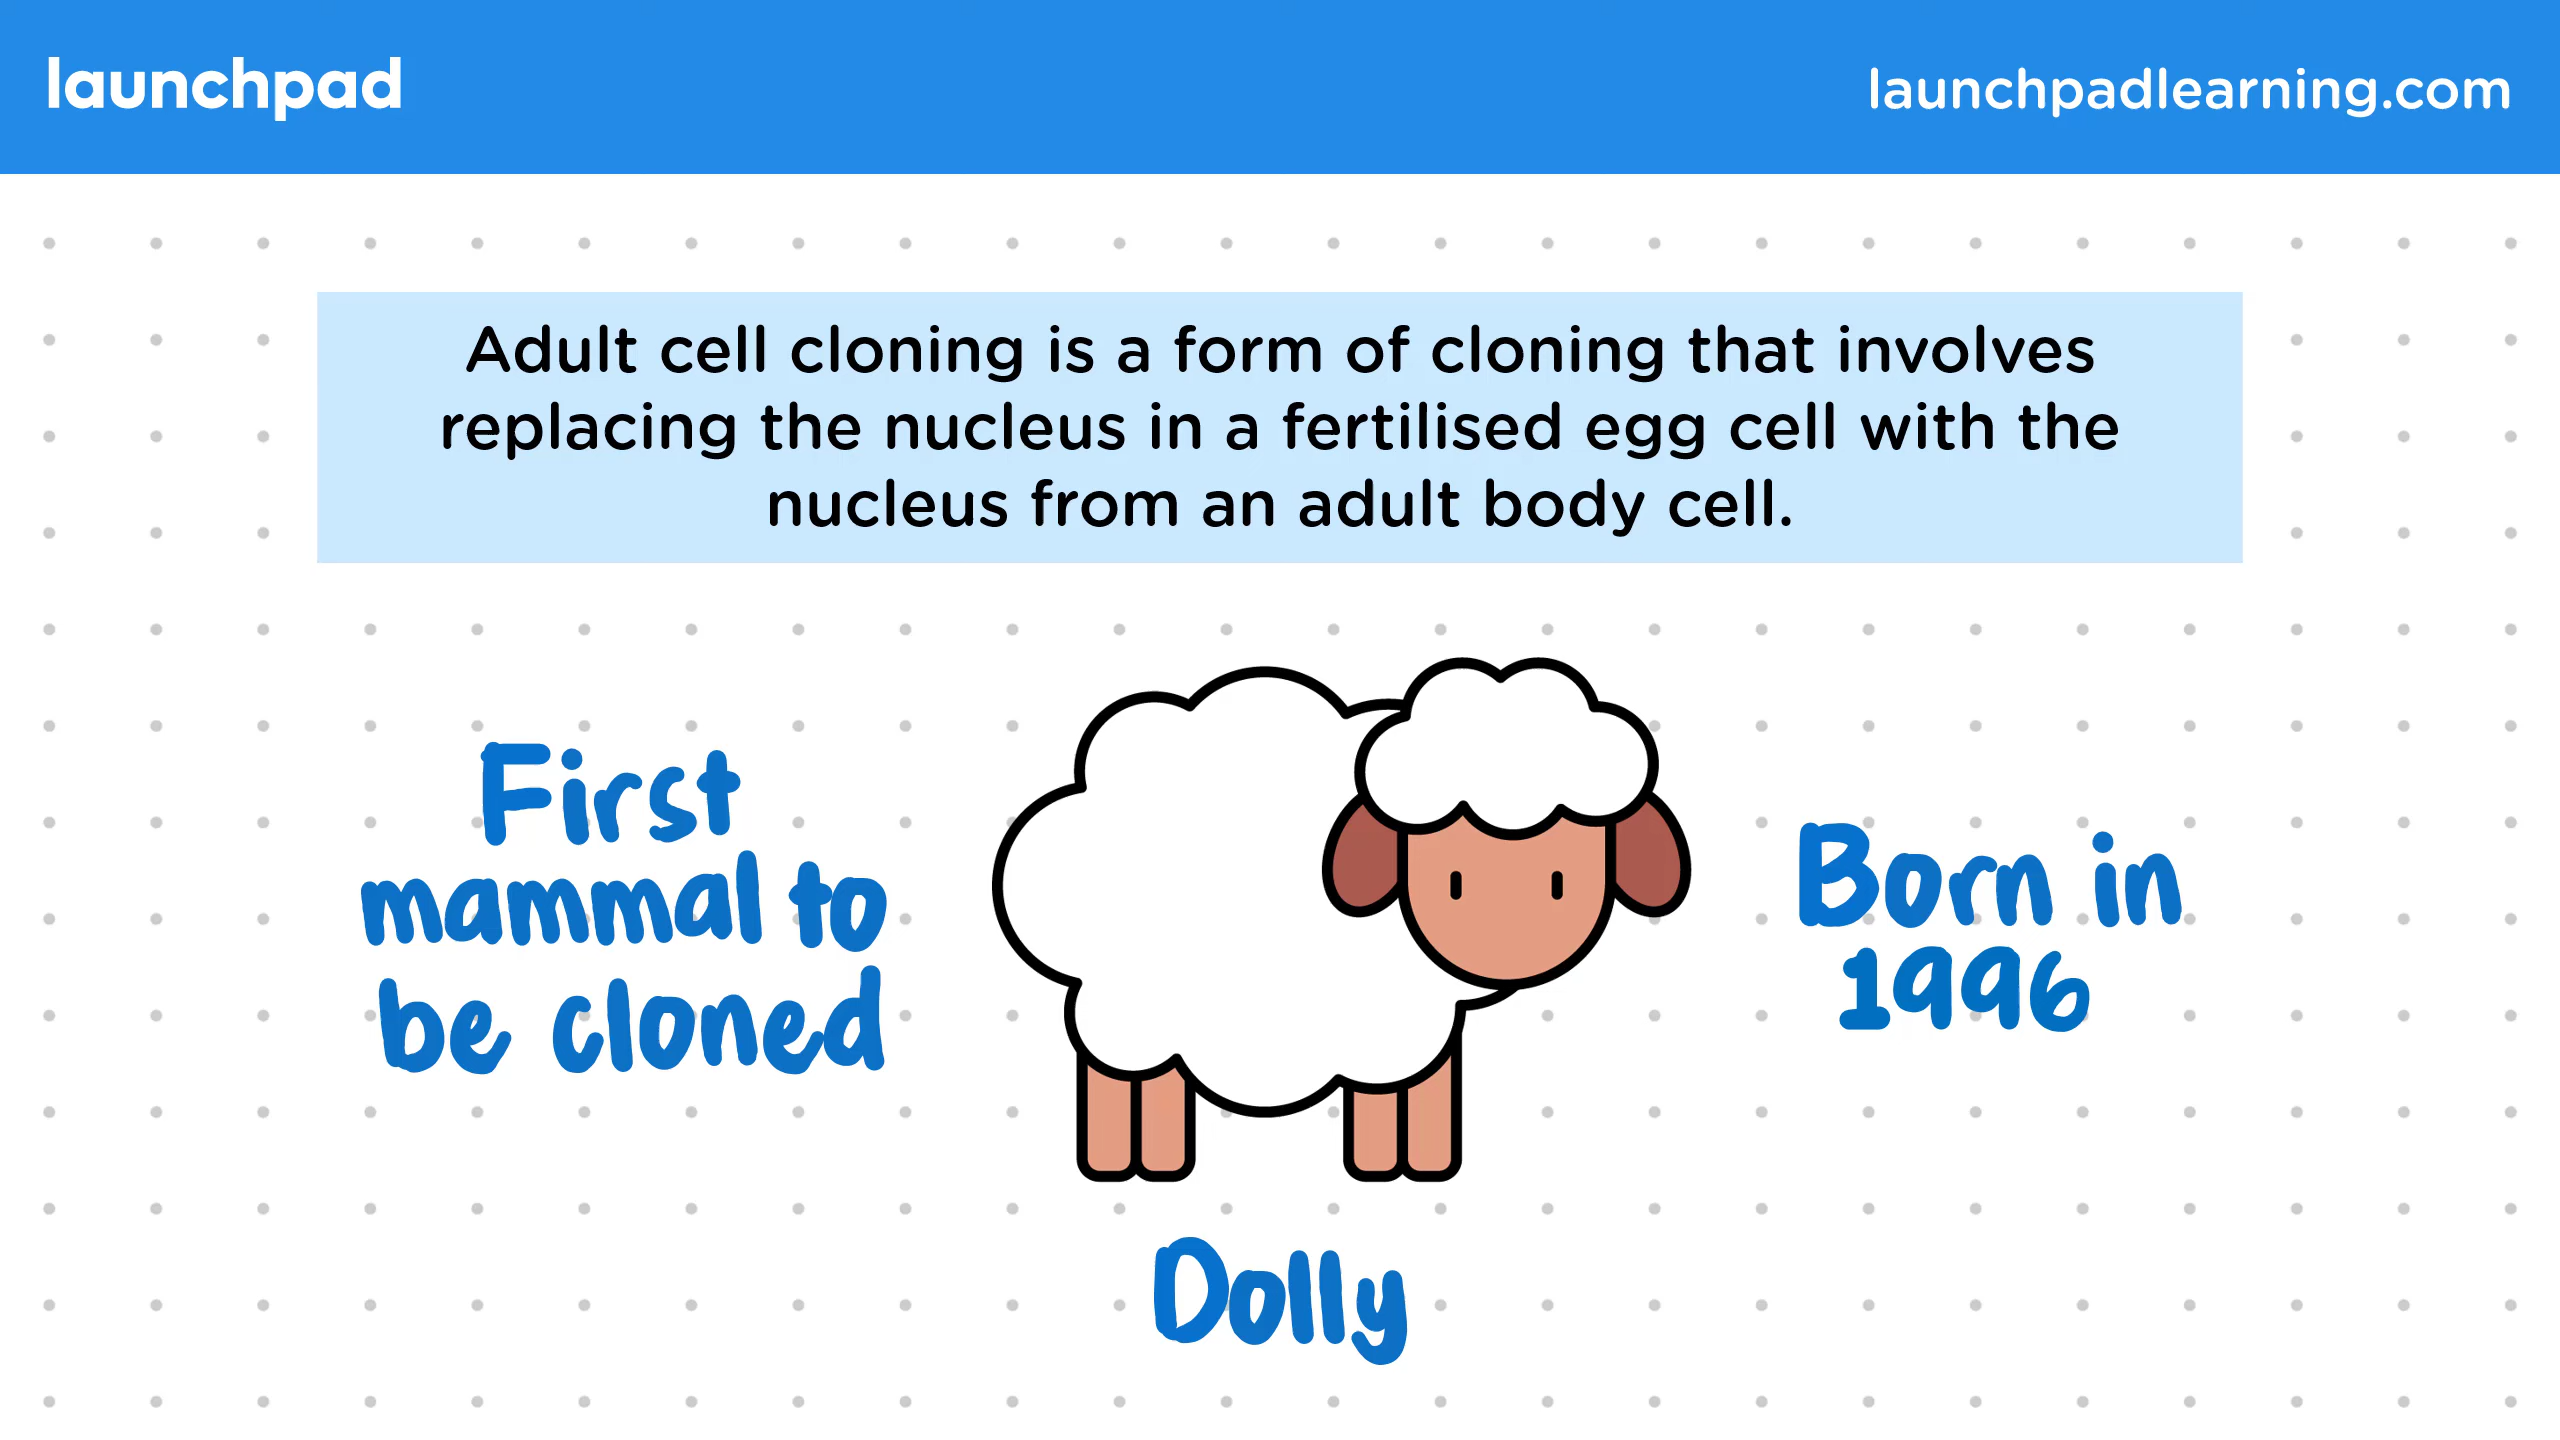 launchpad
launchpadlearning.com
Adult cell cloning is a form of cloning that involves
replacing the nucleus in a fertilised egg cell with the
nucleus from an adult body cell.
First
mammal to
be cloned
Born in
1996
Dolly